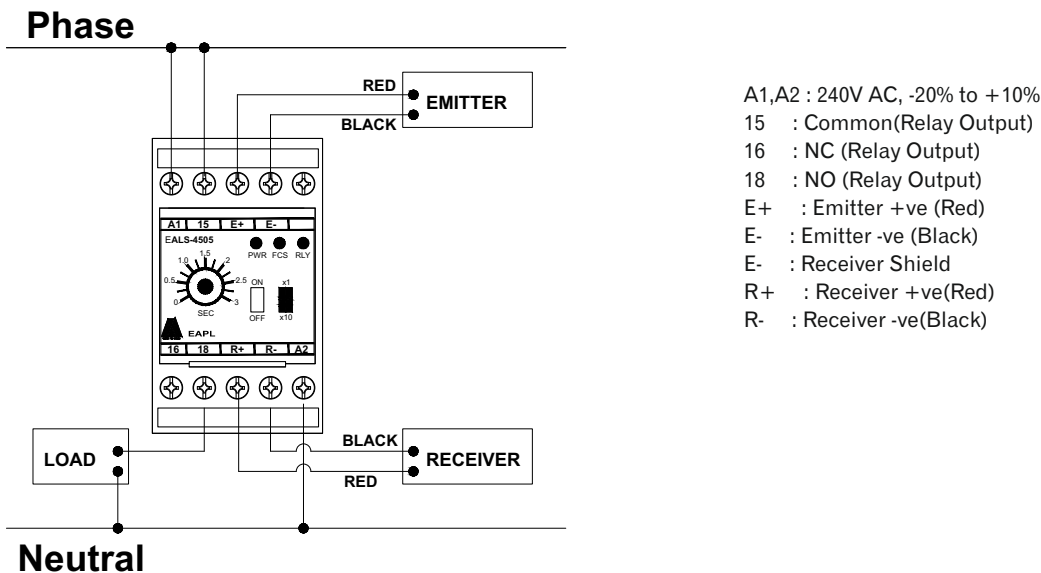 Phase
RED
EMITTER
BLACK
A1 15 E+ E-
EALS-4505
PWR FCS RLY
0 0.5 1.0 1.5 2 2.5 3
SEC
ON
OFF
x1
x10
EAPL
16 18 R+ R- A2
LOAD
BLACK
RECEIVER
RED
Neutral
A1,A2 : 240V AC, -20% to +10%
15 : Common(Relay Output)
16 : NC (Relay Output)
18 : NO (Relay Output)
E+ : Emitter +ve (Red)
E- : Emitter -ve (Black)
E- : Receiver Shield
R+ : Receiver +ve(Red)
R- : Receiver -ve(Black)